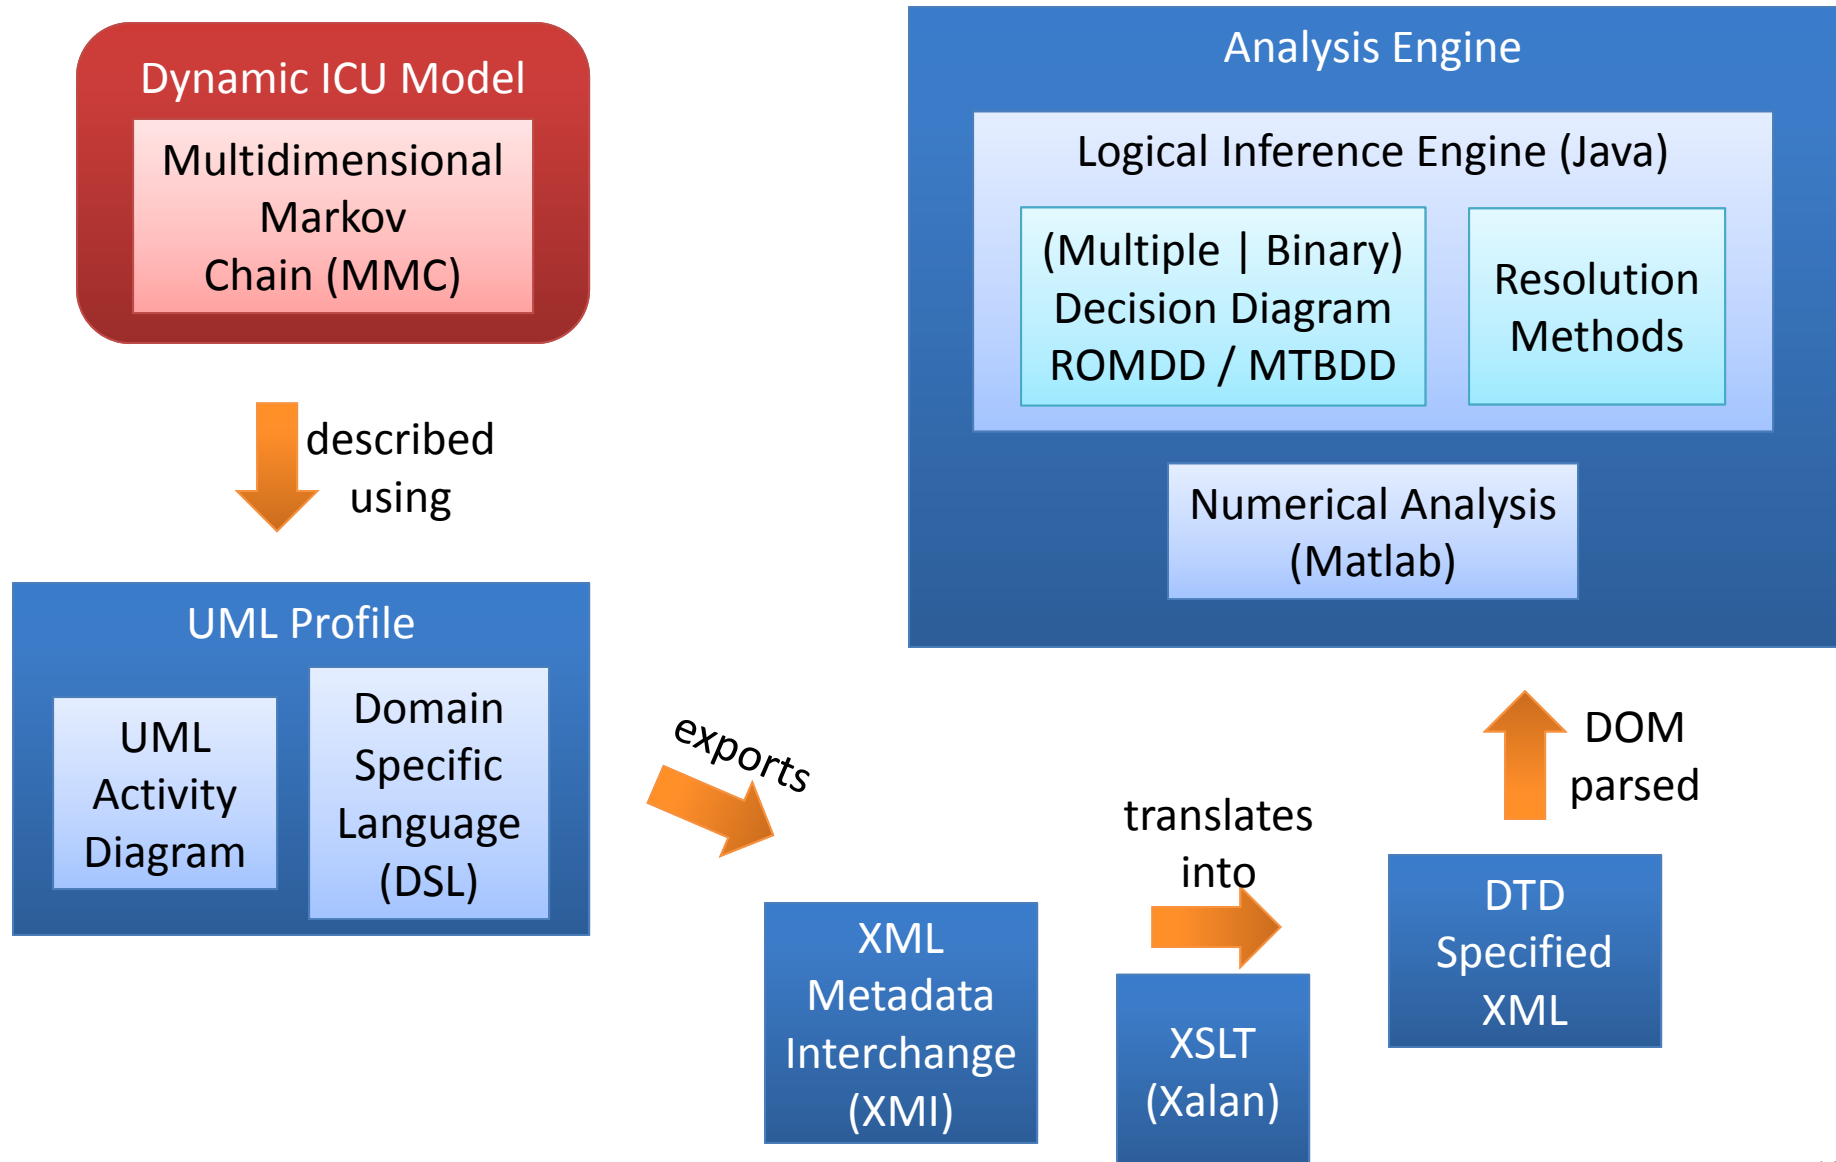 Dynamic ICU Model
Multidimensional
Markov
Chain (MMC)
described
using
UML Profile
UML
Activity
Diagram
Domain
Specific
Language
(DSL)
exports
XML
Metadata
Interchange
(XMI)
translates
into
XSLT
(Xalan)
DTD
Specified
XML
DOM
parsed
Analysis Engine
Logical Inference Engine (Java)
(Multiple | Binary)
Decision Diagram
ROMDD / MTBDD
Resolution
Methods
Numerical Analysis
(Matlab)